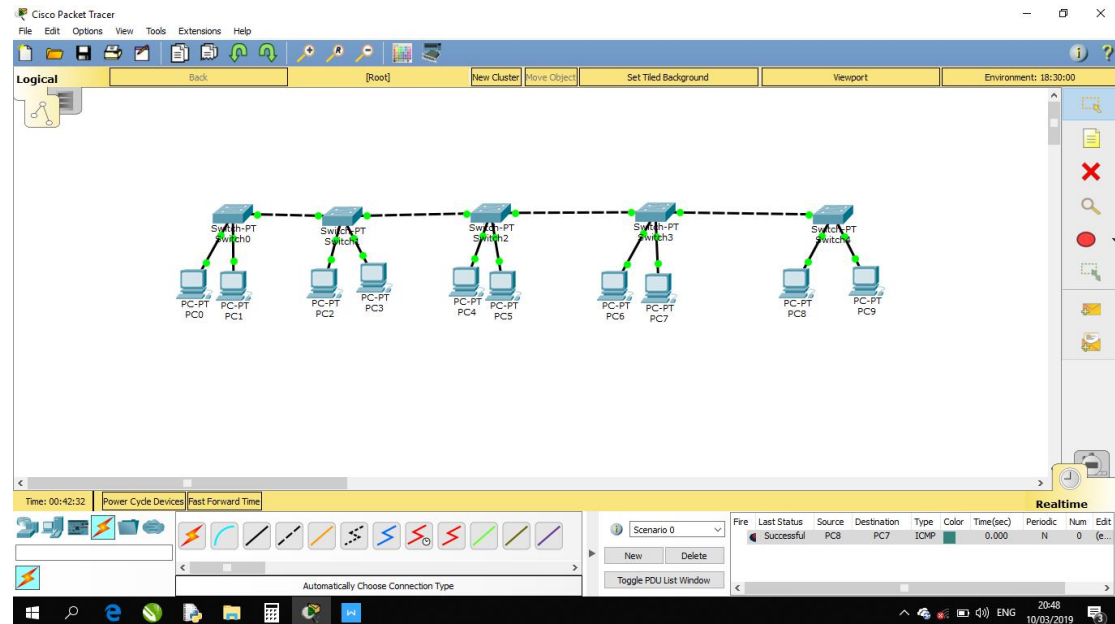 Cisco Packet Tracer
File Edit Options View Tools Extensions Help
Logical Back [Root] New Cluster Move Object Set Tiled Background Viewport Environment: 18:30:00
Switch-PT
Switch0
Switch-PT
Switch1
Switch-PT
Switch2
Switch-PT
Switch3
Switch-PT
Switch4
PC-PT
PC0
PC-PT
PC1
PC-PT
PC2
PC-PT
PC3
PC-PT
PC4
PC-PT
PC5
PC-PT
PC6
PC-PT
PC7
PC-PT
PC8
PC-PT
PC9
Time: 00:42:32 Power Cycle Devices Fast Forward Time
Realtime
Scenario 0
New Delete
Toggle PDU List Window
Fire Last Status Source Destination Type Color Time(sec) Periodic Num Edit
Successful PC8 PC7 ICMP 0.000 N 0 (e...
Automatically Choose Connection Type
ENG
20:48
10/03/2019
3